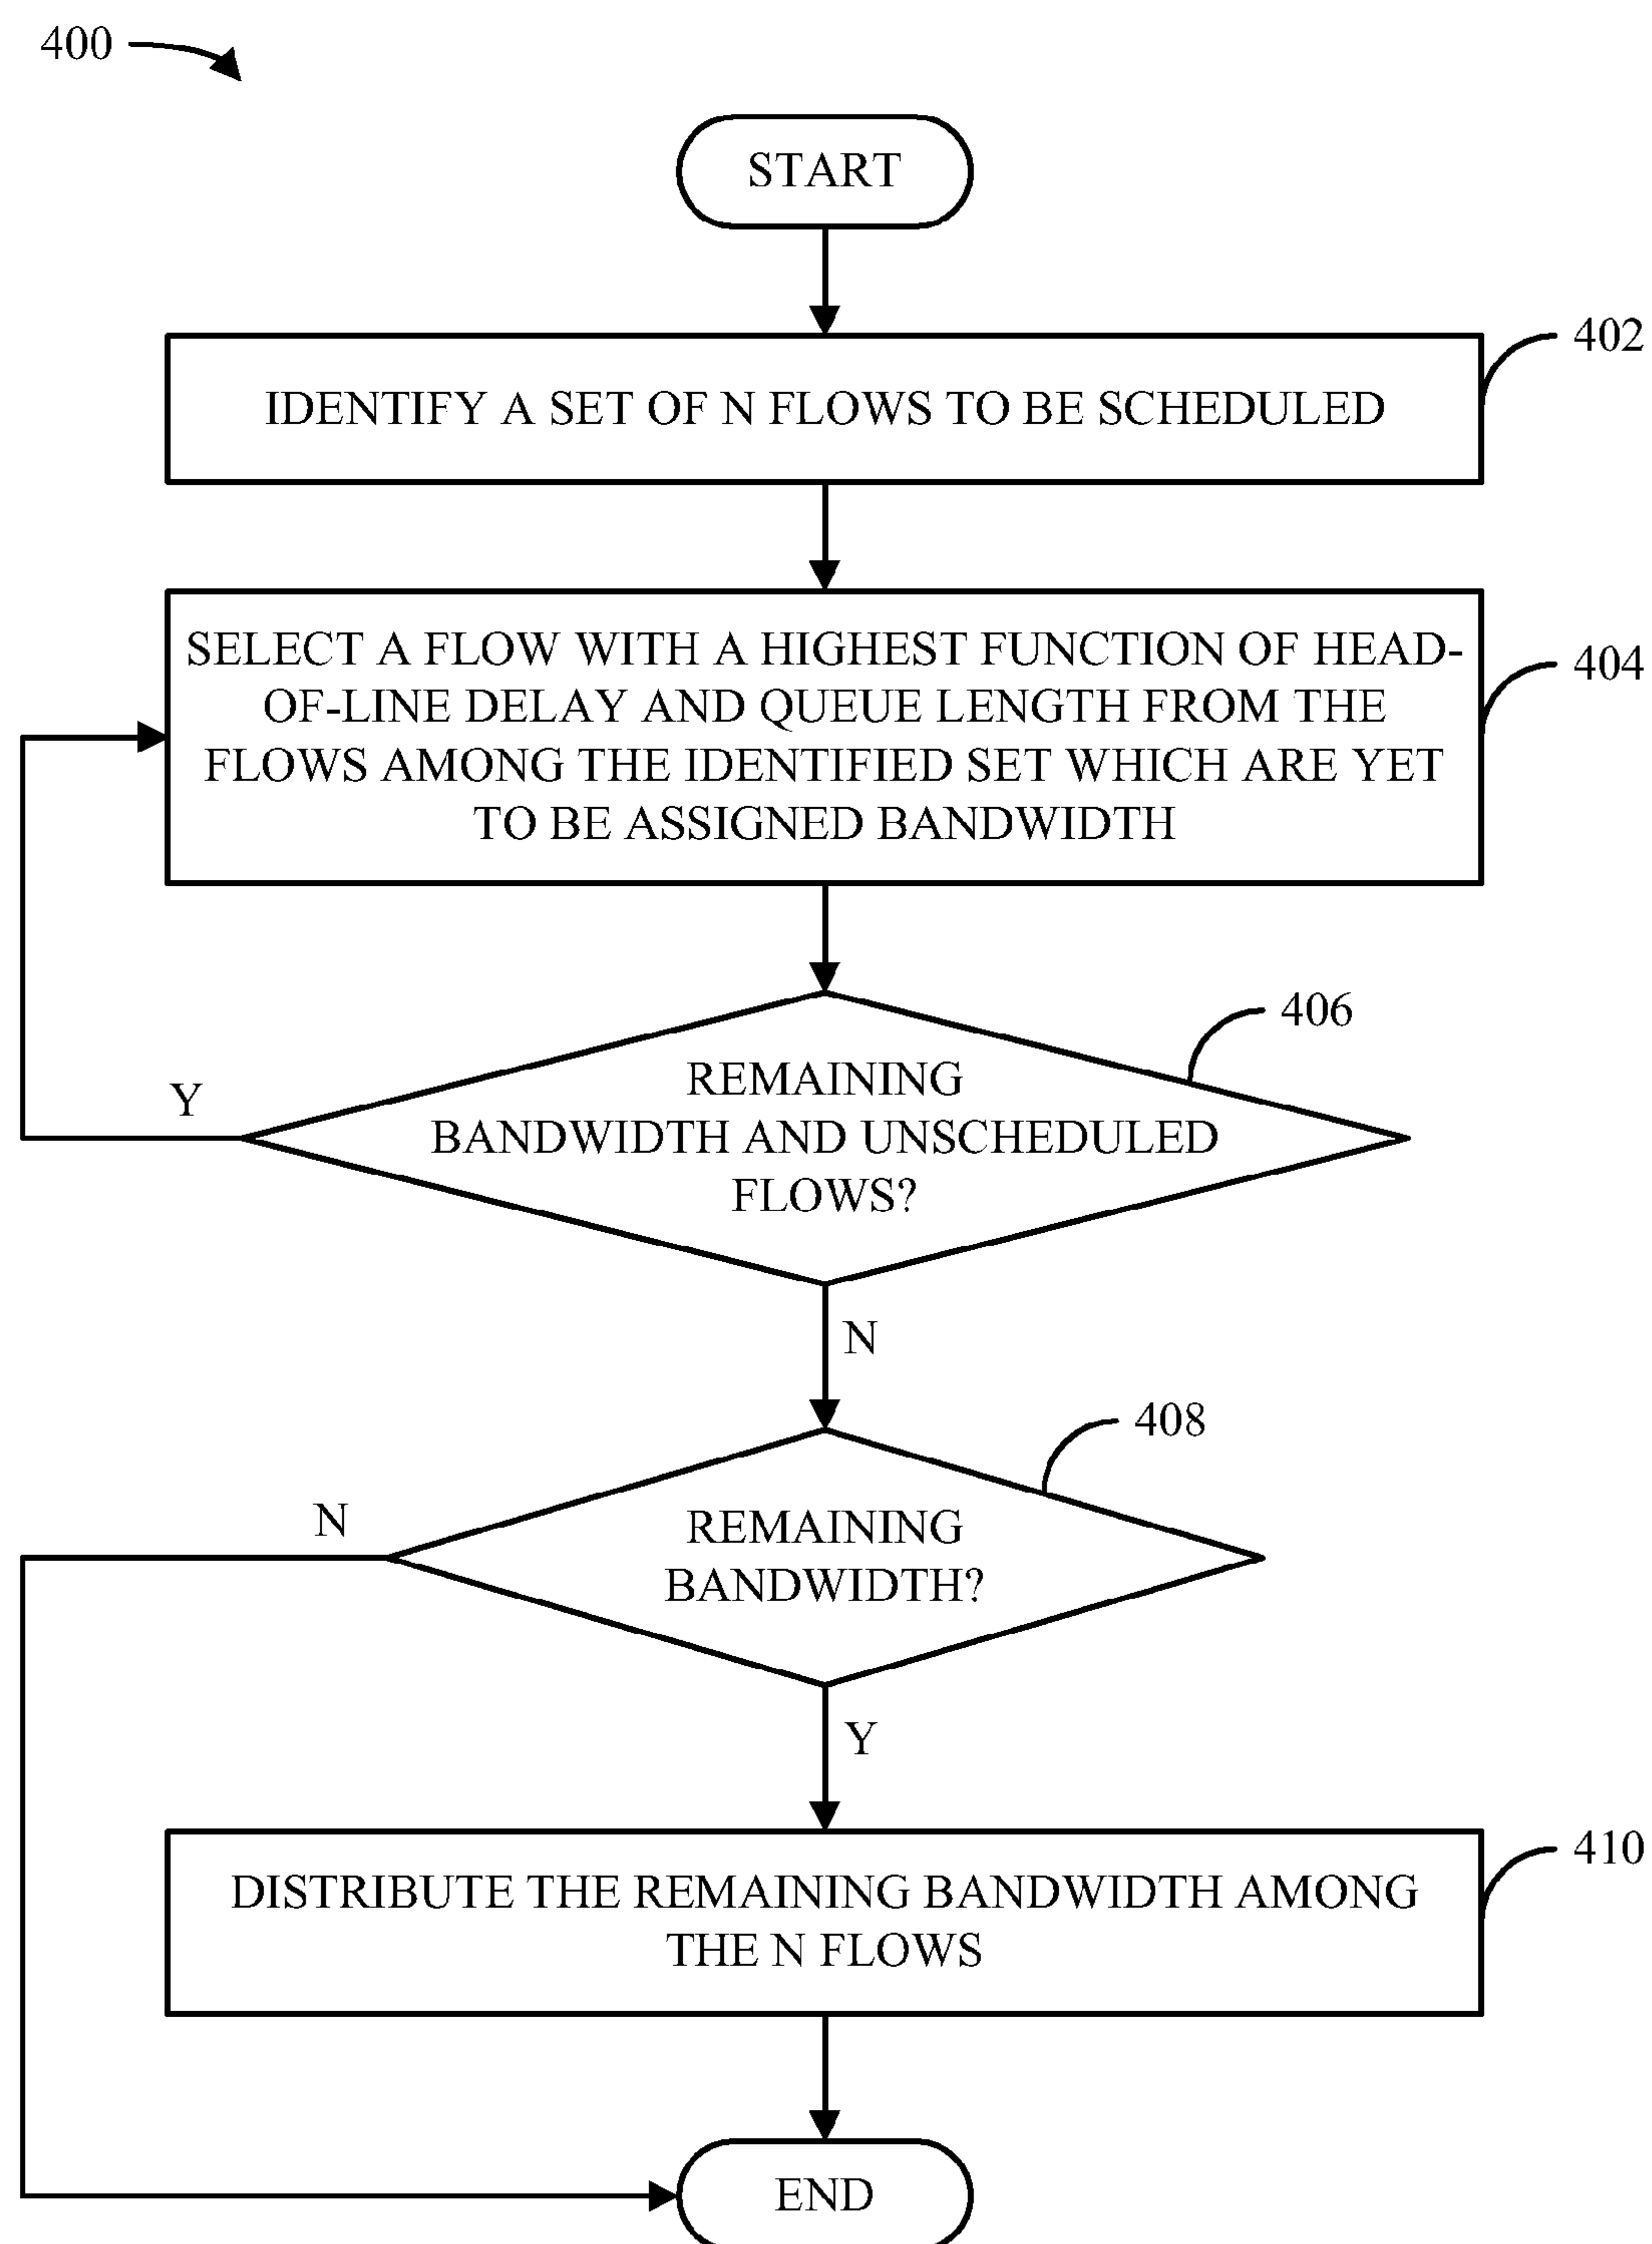 400
START
402
IDENTIFY A SET OF N FLOWS TO BE SCHEDULED
SELECT A FLOW WITH A HIGHEST FUNCTION OF HEAD-
OF-LINE DELAY AND QUEUE LENGTH FROM THE
FLOWS AMONG THE IDENTIFIED SET WHICH ARE YET
TO BE ASSIGNED BANDWIDTH
404
406
REMAINING
BANDWIDTH AND UNSCHEDULED
FLOWS?
Y
N
408
REMAINING
BANDWIDTH?
N
Y
410
DISTRIBUTE THE REMAINING BANDWIDTH AMONG
THE N FLOWS
END